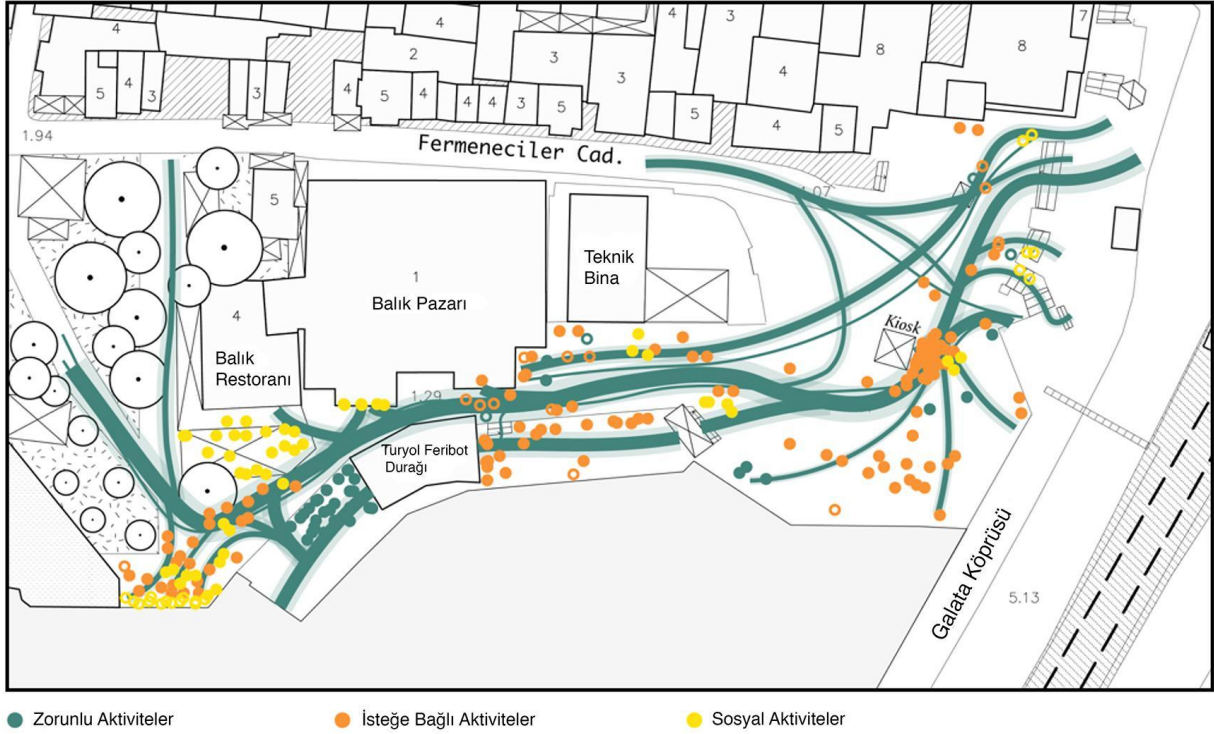 4
4
3
8
7
8
4
2
3
3
4
5
4
3
3
4
5
4
4
4
3
5
5
4
5
1.94
Fermeneciler Cad.
5
1
Balık Pazarı
Teknik
Bina
4
Balık
Restoranı
Kiosk
1.29
Turyol Feribot
Durağı
Galata Köprüsü
5.13
Zorunlu Aktiviteler
İsteğe Bağlı Aktiviteler
Sosyal Aktiviteler